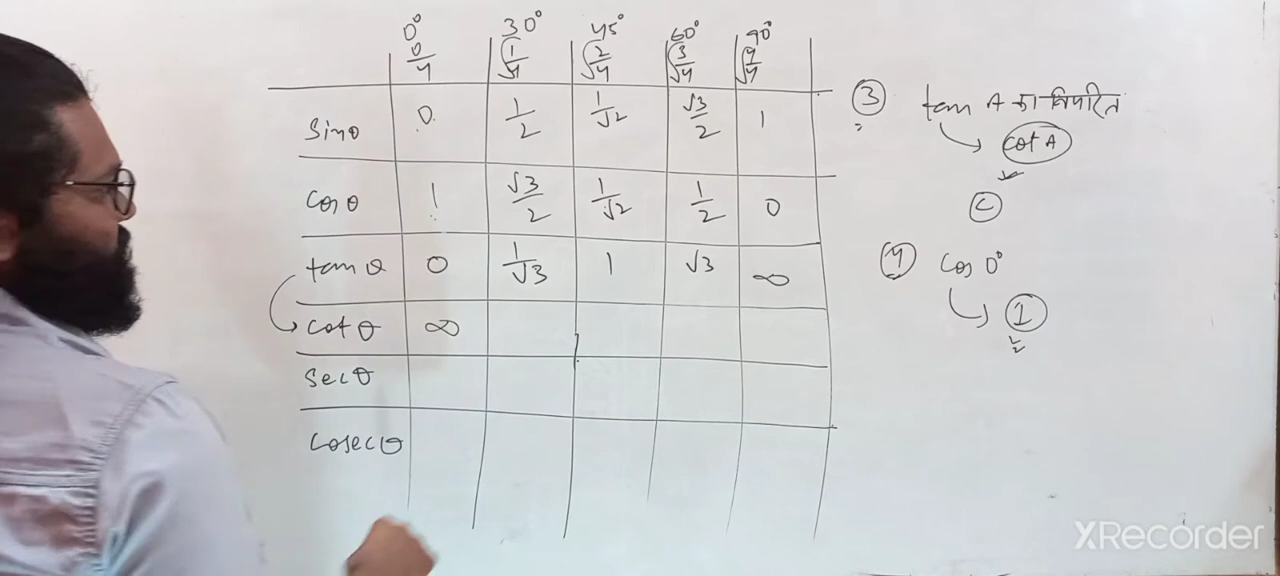 0° 30° 45° 60° 90°
0/4 √1/4 √2/4 √3/4 √4/4
sinθ 0 1/2 1/√2 √3/2 1
cosθ 1 √3/2 1/√2 1/2 0
tanθ 0 1/√3 1 √3 ∞
cotθ ∞
secθ
cosecθ
③ tan A का विपरित
cot A
Ⓒ
④ cos 0°
1
XRecorder